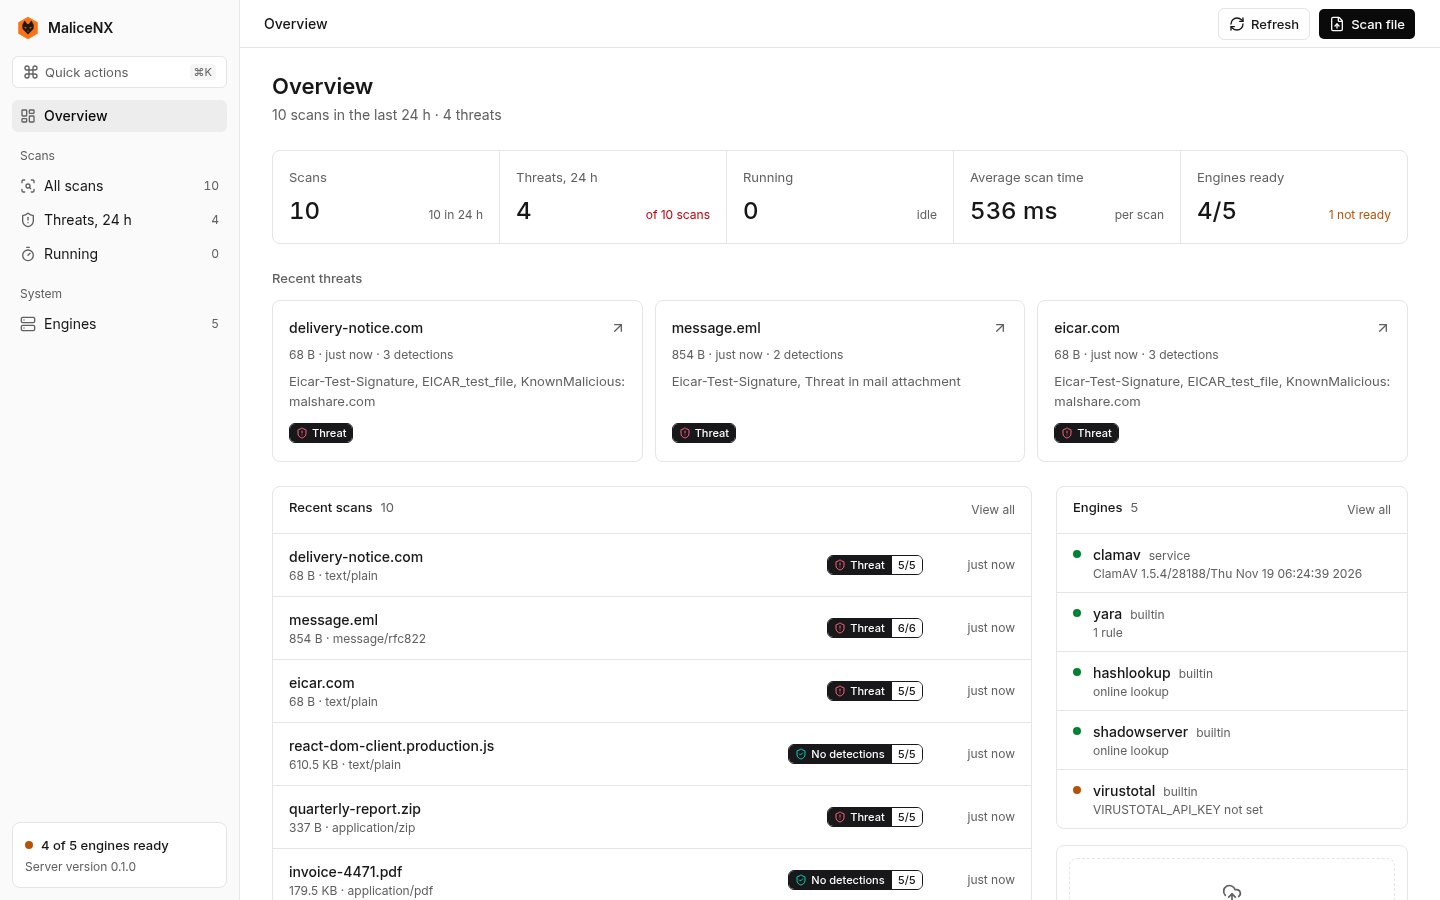 MaliceNX
Quick actions ⌘K
Overview
Scans
All scans 10
Threats, 24 h 4
Running 0
System
Engines 5
4 of 5 engines ready
Server version 0.1.0
Overview
Refresh
Scan file
Overview
10 scans in the last 24 h · 4 threats
Scans
10 10 in 24 h
Threats, 24 h
4 of 10 scans
Running
0 idle
Average scan time
536 ms per scan
Engines ready
4/5 1 not ready
Recent threats
delivery-notice.com
68 B · just now · 3 detections
Eicar-Test-Signature, EICAR_test_file, KnownMalicious:
malshare.com
Threat
message.eml
854 B · just now · 2 detections
Eicar-Test-Signature, Threat in mail attachment
Threat
eicar.com
68 B · just now · 3 detections
Eicar-Test-Signature, EICAR_test_file, KnownMalicious:
malshare.com
Threat
Recent scans 10 View all
delivery-notice.com
68 B · text/plain
Threat 5/5 just now
message.eml
854 B · message/rfc822
Threat 6/6 just now
eicar.com
68 B · text/plain
Threat 5/5 just now
react-dom-client.production.js
610.5 KB · text/plain
No detections 5/5 just now
quarterly-report.zip
337 B · application/zip
Threat 5/5 just now
invoice-4471.pdf
179.5 KB · application/pdf
No detections 5/5 just now
Engines 5 View all
clamav service
ClamAV 1.5.4/28188/Thu Nov 19 06:24:39 2026
yara builtin
1 rule
hashlookup builtin
online lookup
shadowserver builtin
online lookup
virustotal builtin
VIRUSTOTAL_API_KEY not set